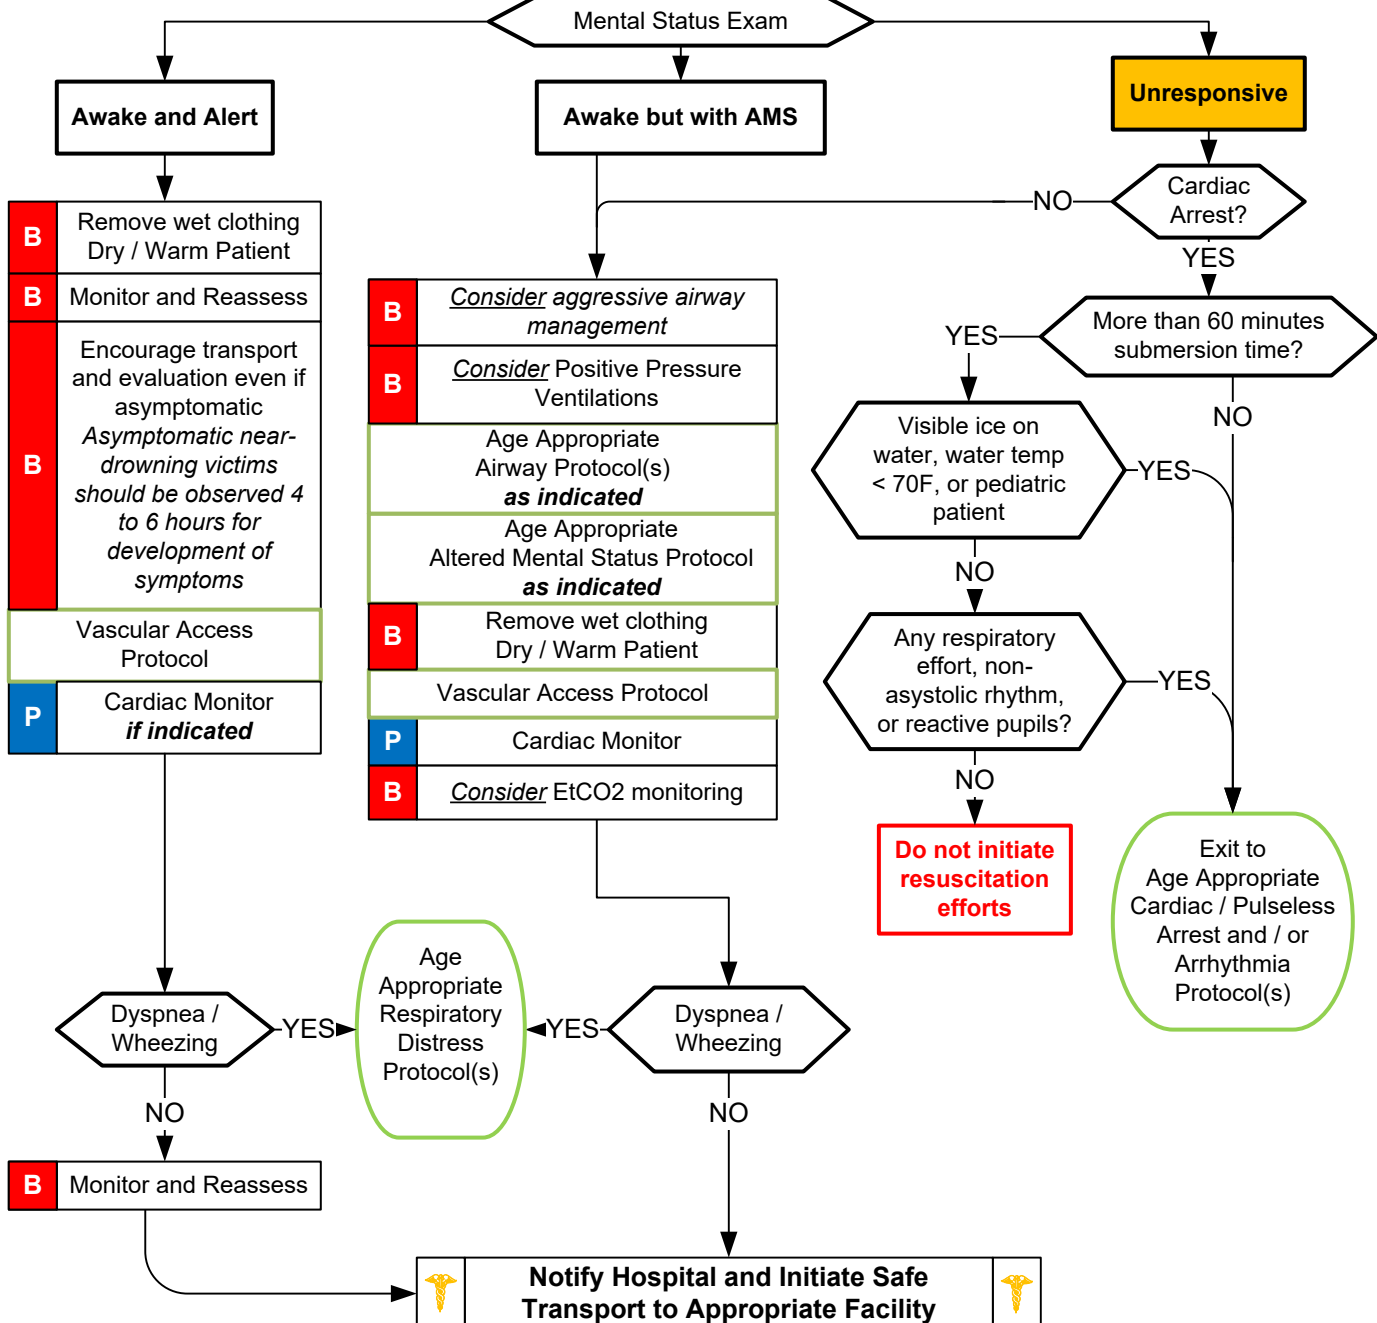 Mental Status Exam
Awake and Alert
Awake but with AMS
Unresponsive
B
Remove wet clothing
Dry / Warm Patient
B
Monitor and Reassess
B
Encourage transport
and evaluation even if
asymptomatic
Asymptomatic near-
drowning victims
should be observed 4
to 6 hours for
development of
symptoms
Vascular Access
Protocol
P
Cardiac Monitor
if indicated
Dyspnea /
Wheezing
YES
NO
B
Monitor and Reassess
B
Consider aggressive airway
management
B
Consider Positive Pressure
Ventilations
Age Appropriate
Airway Protocol(s)
as indicated
Age Appropriate
Altered Mental Status Protocol
as indicated
B
Remove wet clothing
Dry / Warm Patient
Vascular Access Protocol
P
Cardiac Monitor
B
Consider EtCO2 monitoring
Age
Appropriate
Respiratory
Distress
Protocol(s)
YES
Dyspnea /
Wheezing
NO
Cardiac
Arrest?
NO
YES
More than 60 minutes
submersion time?
YES
NO
Visible ice on
water, water temp
< 70F, or pediatric
patient
YES
NO
Any respiratory
effort, non-
asystolic rhythm,
or reactive pupils?
YES
NO
Do not initiate
resuscitation
efforts
Exit to
Age Appropriate
Cardiac / Pulseless
Arrest and / or
Arrhythmia
Protocol(s)
Notify Hospital and Initiate Safe
Transport to Appropriate Facility